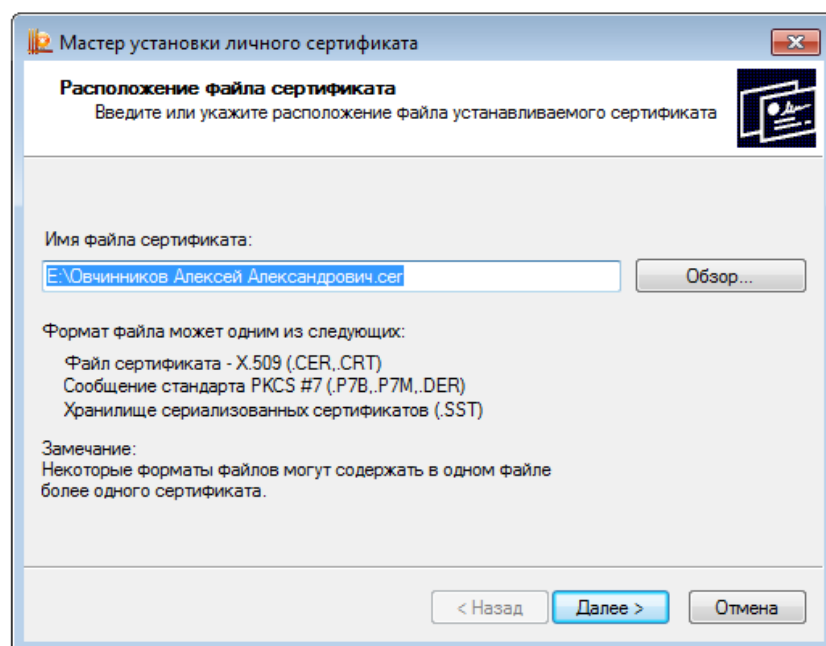 Мастер установки личного сертификата
Расположение файла сертификата
Введите или укажите расположение файла устанавливаемого сертификата
Имя файла сертификата:
E:\Овчинников Алексей Александрович.cer
Обзор...
Формат файла может одним из следующих:
Файл сертификата - X.509 (.CER,.CRT)
Сообщение стандарта PKCS #7 (.P7B,.P7M,.DER)
Хранилище сериализованных сертификатов (.SST)
Замечание:
Некоторые форматы файлов могут содержать в одном файле
более одного сертификата.
< Назад
Далее >
Отмена